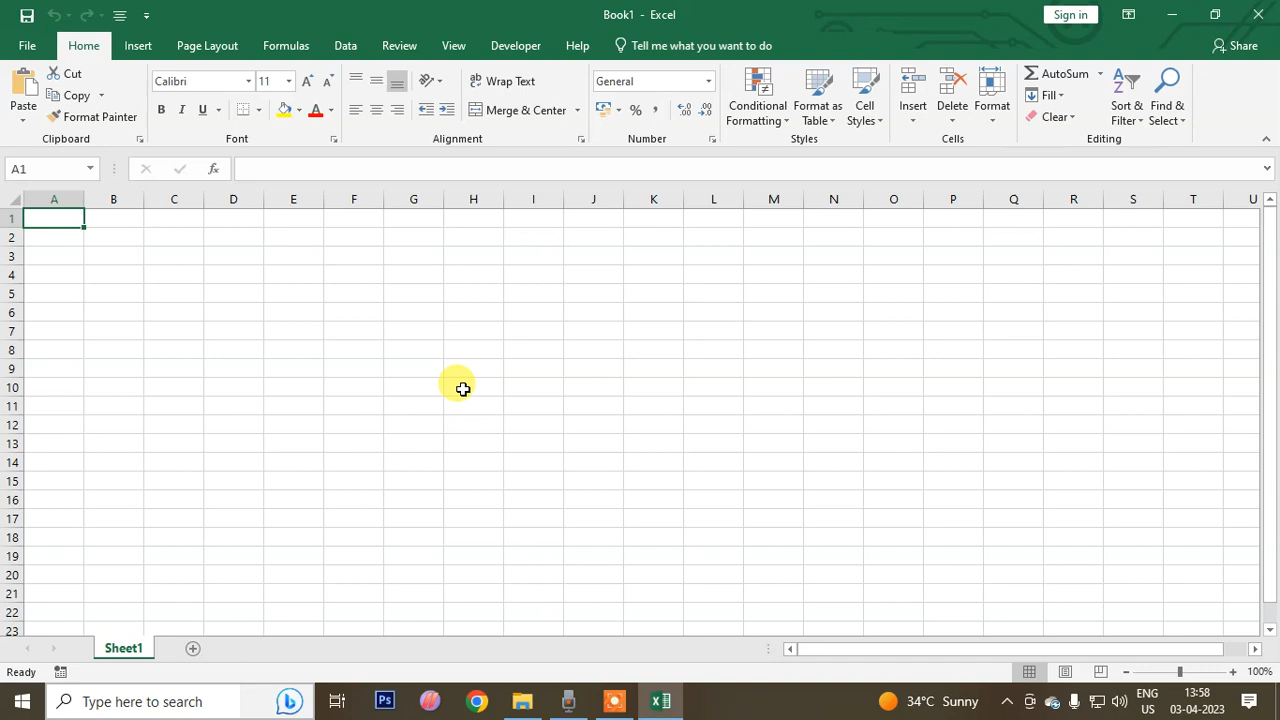 Book1 - Excel
Sign in
File Home Insert Page Layout Formulas Data Review View Developer Help Tell me what you want to do Share
Paste
Cut
Copy
Format Painter
Clipboard
Calibri 11
B I U A
Font
Wrap Text
Merge & Center
Alignment
General
%
Number
Conditional Formatting
Format as Table
Cell Styles
Styles
Insert
Delete
Format
Cells
AutoSum
Fill
Clear
Sort & Filter
Find & Select
Editing
A1 fx
A B C D E F G H I J K L M N O P Q R S T U
1
2
3
4
5
6
7
8
9
10
11
12
13
14
15
16
17
18
19
20
21
22
23
Sheet1
Ready 100%
Type here to search Ps 34°C Sunny
ENG
US
13:58
03-04-2023